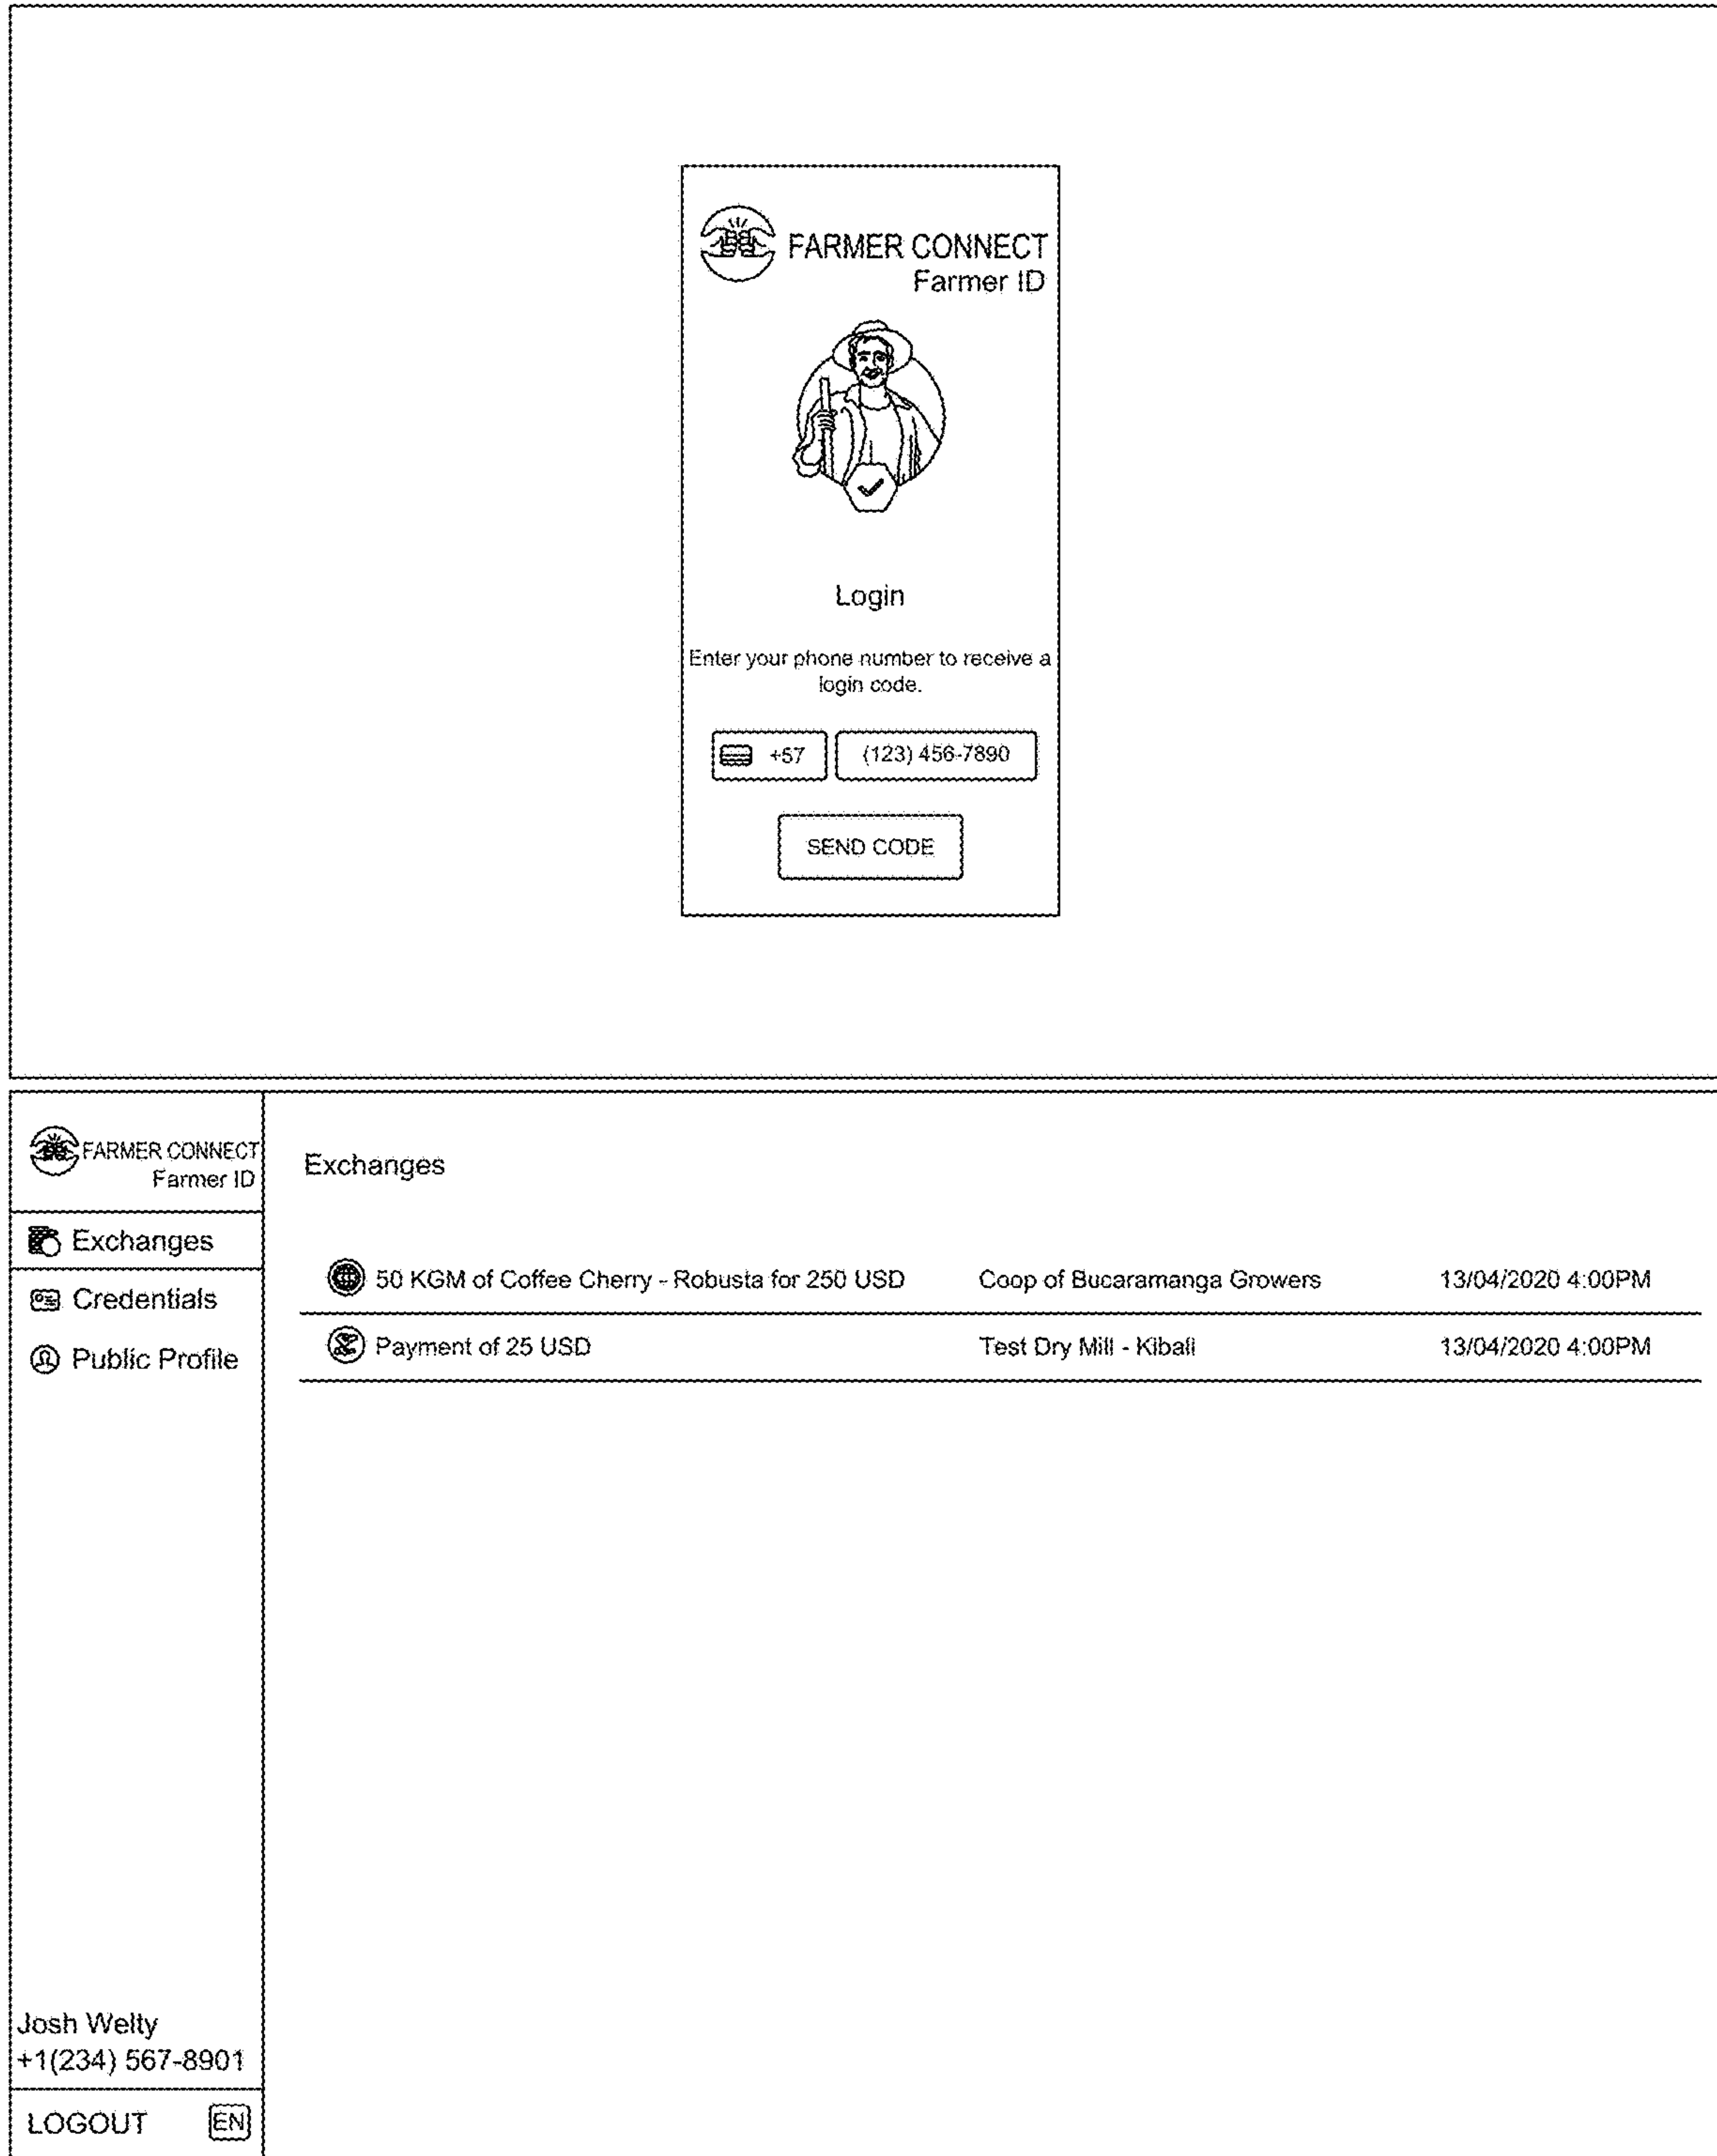 FARMER CONNECT
Farmer ID
Login
Enter your phone number to receive a
login code.
+57 (123) 456-7890
SEND CODE
FARMER CONNECT
Farmer ID
Exchanges
Credentials
Public Profile
Josh Welty
+1(234) 567-8901
LOGOUT EN
Exchanges
50 KGM of Coffee Cherry - Robusta for 250 USD Coop of Bucaramanga Growers 13/04/2020 4:00PM
Payment of 25 USD Test Dry Mill - Kibali 13/04/2020 4:00PM